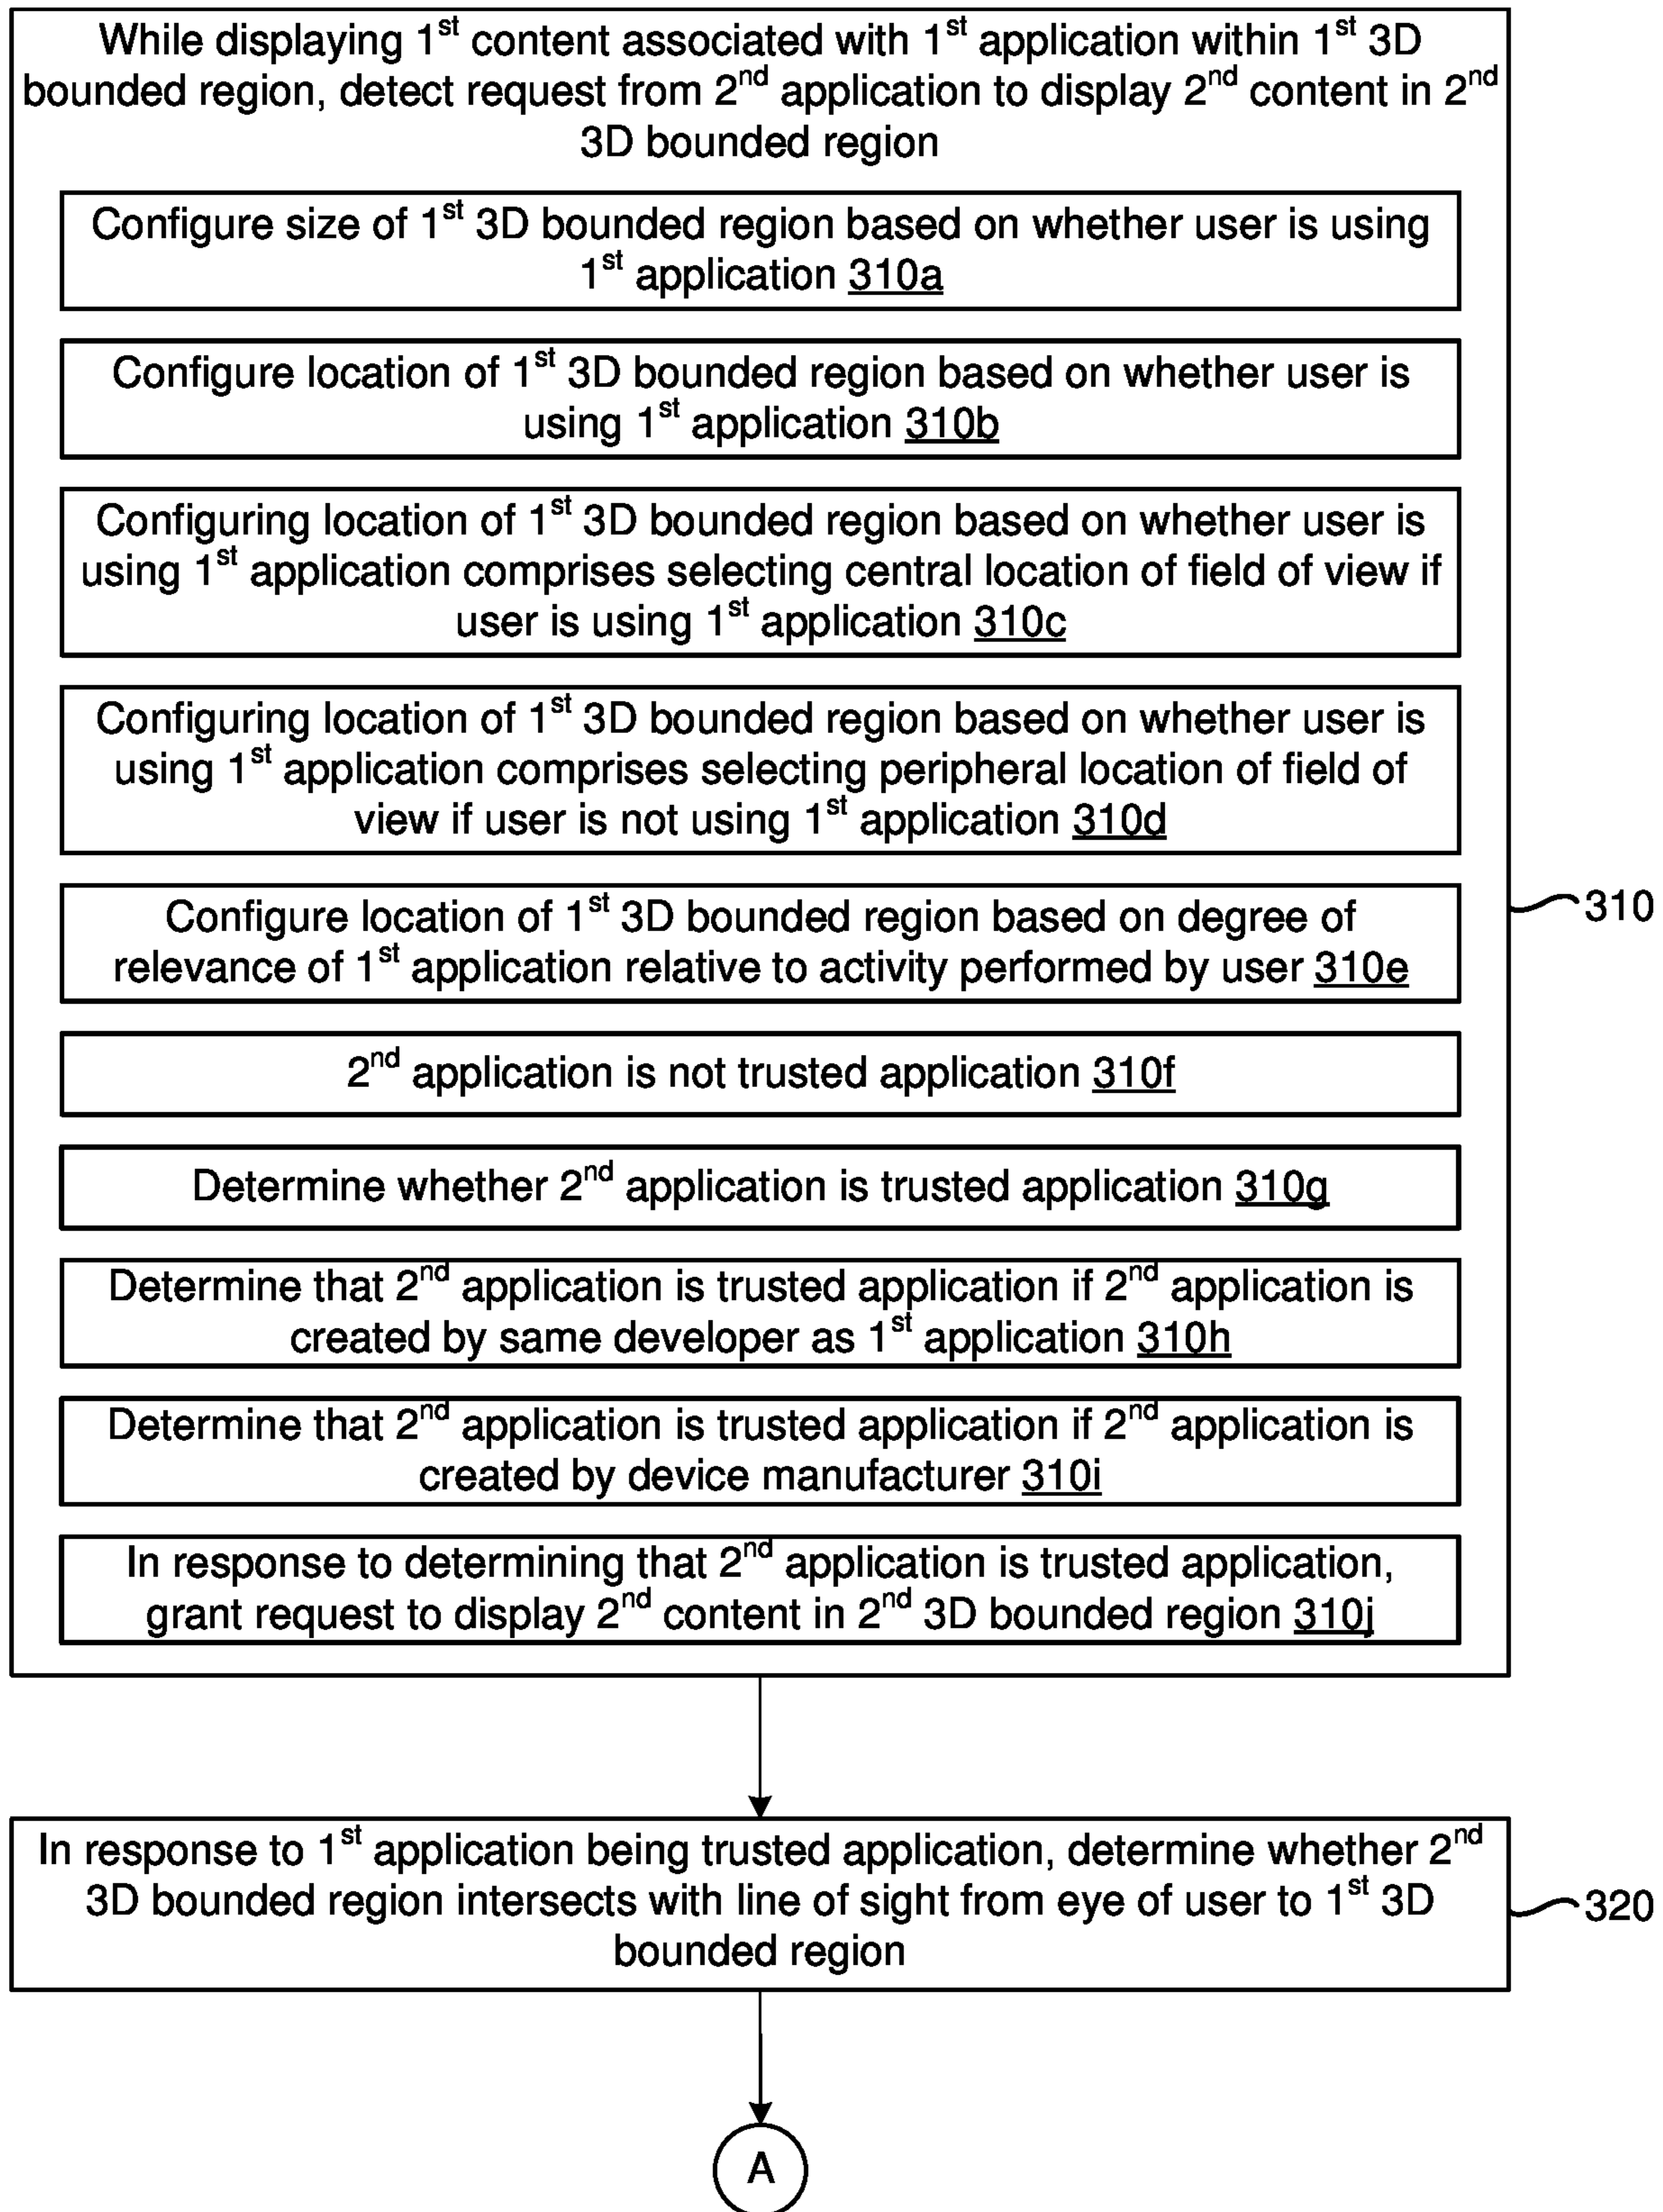 While displaying 1st content associated with 1st application within 1st 3D
bounded region, detect request from 2nd application to display 2nd content in 2nd
3D bounded region
Configure size of 1st 3D bounded region based on whether user is using
1st application 310a
Configure location of 1st 3D bounded region based on whether user is
using 1st application 310b
Configuring location of 1st 3D bounded region based on whether user is
using 1st application comprises selecting central location of field of view if
user is using 1st application 310c
Configuring location of 1st 3D bounded region based on whether user is
using 1st application comprises selecting peripheral location of field of
view if user is not using 1st application 310d
Configure location of 1st 3D bounded region based on degree of
relevance of 1st application relative to activity performed by user 310e
310
2nd application is not trusted application 310f
Determine whether 2nd application is trusted application 310g
Determine that 2nd application is trusted application if 2nd application is
created by same developer as 1st application 310h
Determine that 2nd application is trusted application if 2nd application is
created by device manufacturer 310i
In response to determining that 2nd application is trusted application,
grant request to display 2nd content in 2nd 3D bounded region 310j
In response to 1st application being trusted application, determine whether 2nd
3D bounded region intersects with line of sight from eye of user to 1st 3D
bounded region
320
A